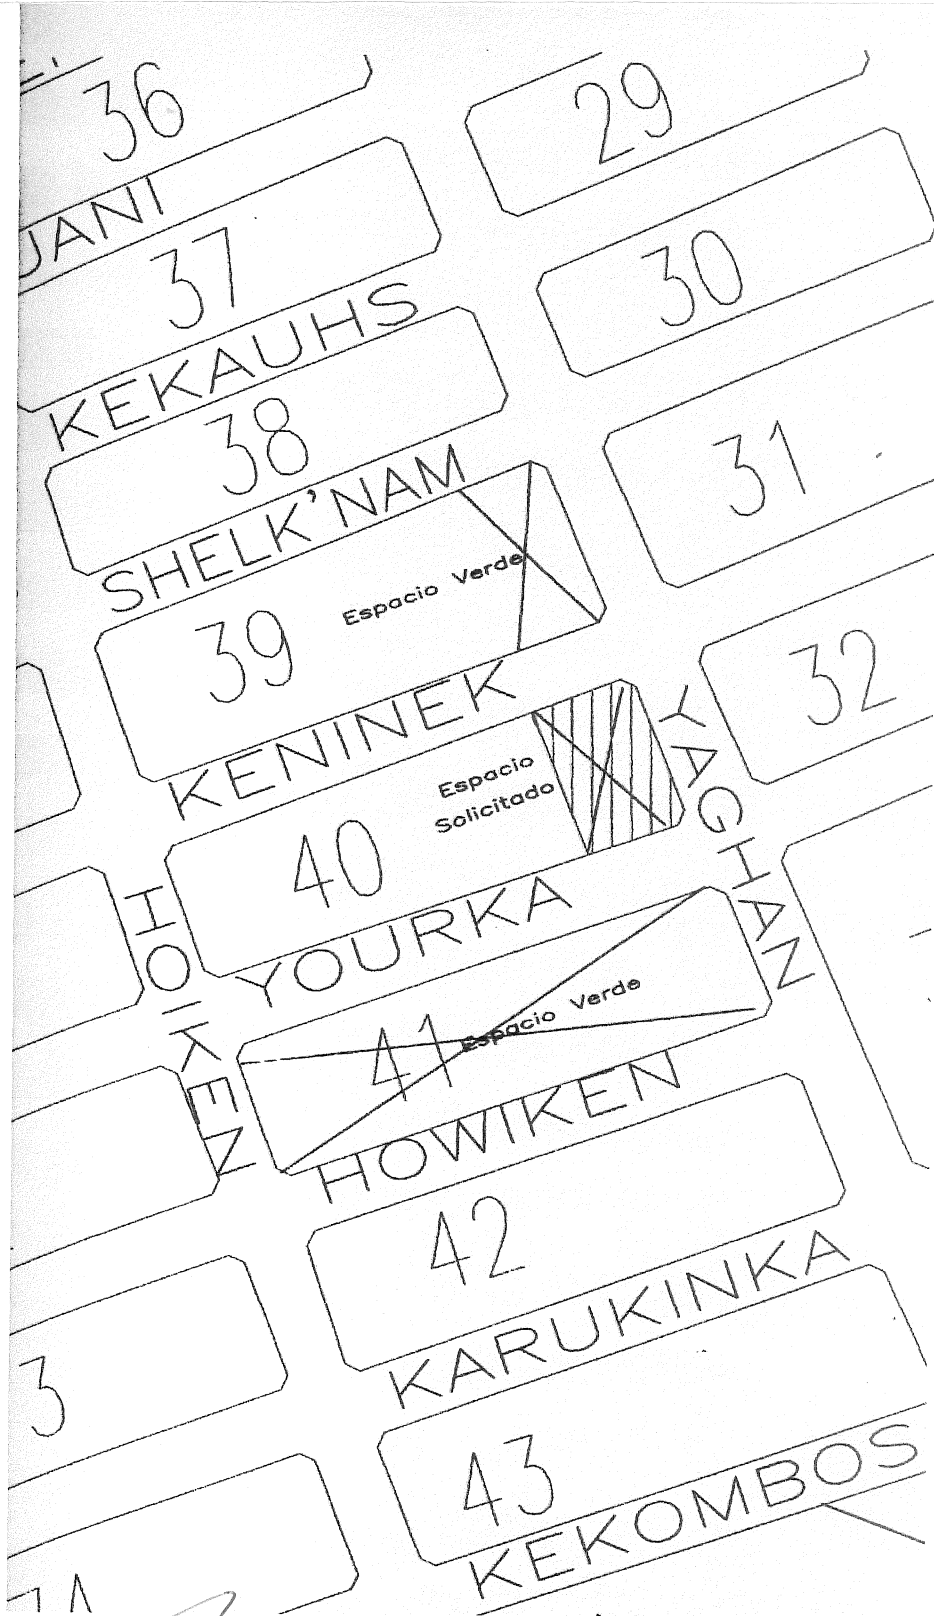 36
29
JANI
37
30
KEKAUHS
38
31
SHELK'NAM
39
Espacio Verde
32
KENINEK
YAGHAN
Espacio
Solicitado
40
HOIKEN
YOURKA
41
Espacio Verde
HOWIKEN
42
KARUKINKA
3
43
KEKOMBOS